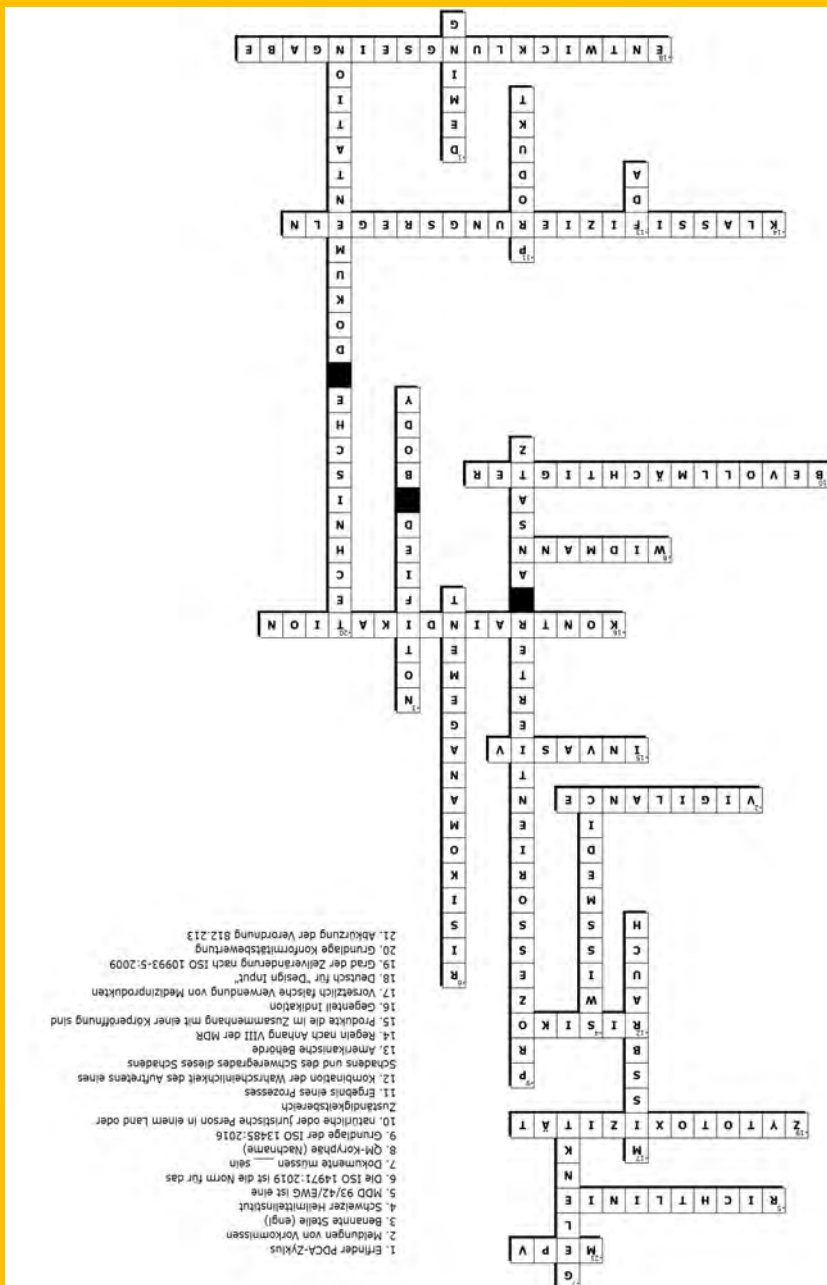 1. Erfinder PDCA-Zyklus
2. Meldungen von Vorkommissen
3. Benannte Stelle (engl)
4. Schweizer Heilmittelinstitut
5. MDD 93/42/EWG ist eine
6. Die ISO 14971:2019 ist die Norm für das
7. Dokumente müssen ___ sein
8. QM-Koryphäe (Nachname)
9. Grundlage der ISO 13485:2016
10. natürliche oder juristische Person in einem Land oder
Zuständigkeitsbereich
11. Ergebnis eines Prozesses
12. Kombination der Wahrscheinlichkeit des Auftretens eines
Schadens und des Schweregrades dieses Schadens
13. Amerikanische Behörde
14. Regeln nach Anhang VIII der MDR
15. Produkte die im Zusammenhang mit einer Körperöffnung sind
16. Gegenteil Indikation
17. Vorsetzlich falsche Verwendung von Medizinprodukten
18. Deutsch für "Design Input"
19. Grad der Zellveränderung nach ISO 10993-5:2009
20. Grundlage Konformitätsbewertung
21. Abkürzung der Verordnung 812.213
GELENKT
MEPV
RICHTLINIE
MISSBRAUCH
ZYTOTOXIZITÄT
PROZESSORIENTIERTER ANSATZ
RISIKO
SWISSMEDIC
RISIKOMANAGEMENT
VIGILANCE
INVASIV
NOTIFIED BODY
KONTRAINDIKATION
TECHNISCHE DOKUMENTATION
WIDMANN
BEVOLLMÄCHTIGTER
PRODUKT
KLASSIFIZIERUNGSREGELN
FDA
DEMING
ENTWICKLUNGSEINGABE